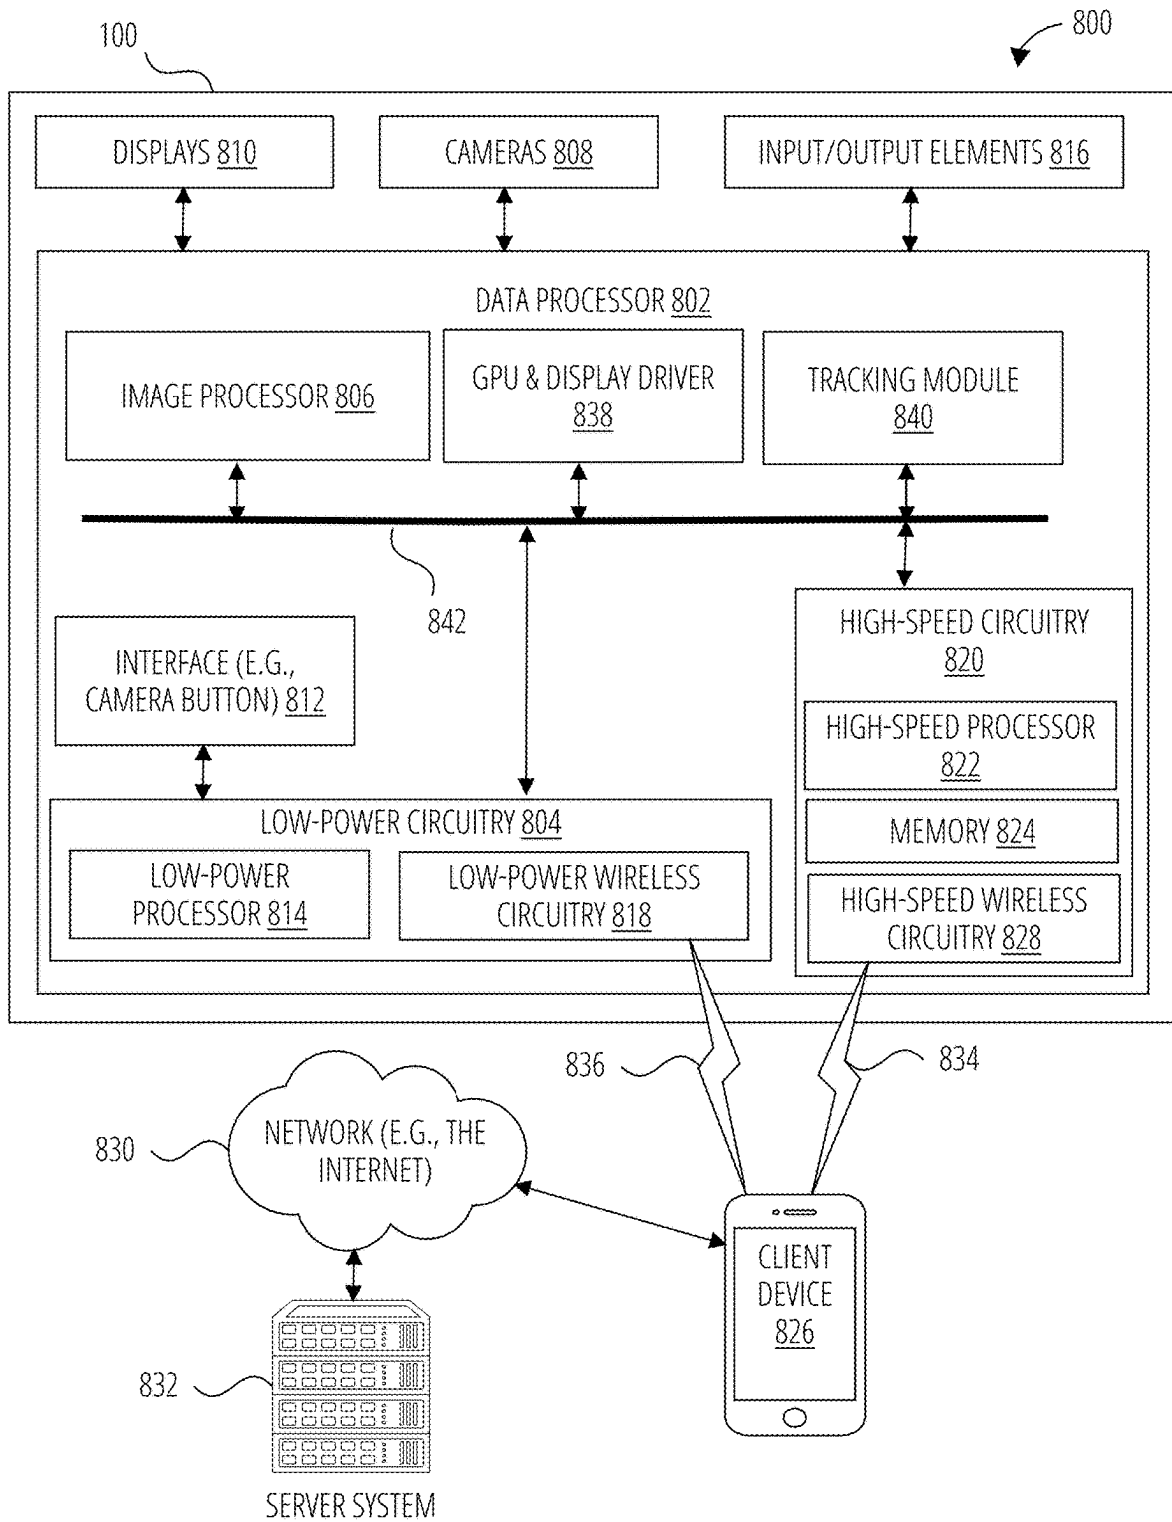 100
800
DISPLAYS 810
CAMERAS 808
INPUT/OUTPUT ELEMENTS 816
DATA PROCESSOR 802
IMAGE PROCESSOR 806
GPU & DISPLAY DRIVER
838
TRACKING MODULE
840
842
INTERFACE (E.G.,
CAMERA BUTTON) 812
HIGH-SPEED CIRCUITRY
820
HIGH-SPEED PROCESSOR
822
MEMORY 824
HIGH-SPEED WIRELESS
CIRCUITRY 828
LOW-POWER CIRCUITRY 804
LOW-POWER
PROCESSOR 814
LOW-POWER WIRELESS
CIRCUITRY 818
836
834
830
NETWORK (E.G., THE
INTERNET)
CLIENT
DEVICE
826
832
SERVER SYSTEM